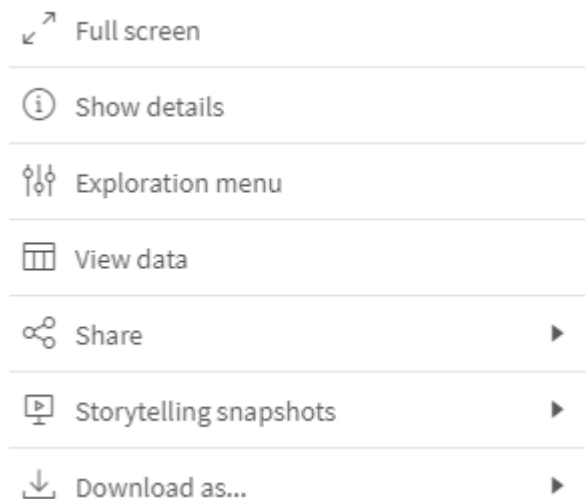 Full screen
Show details
Exploration menu
View data
Share
Storytelling snapshots
Download as...